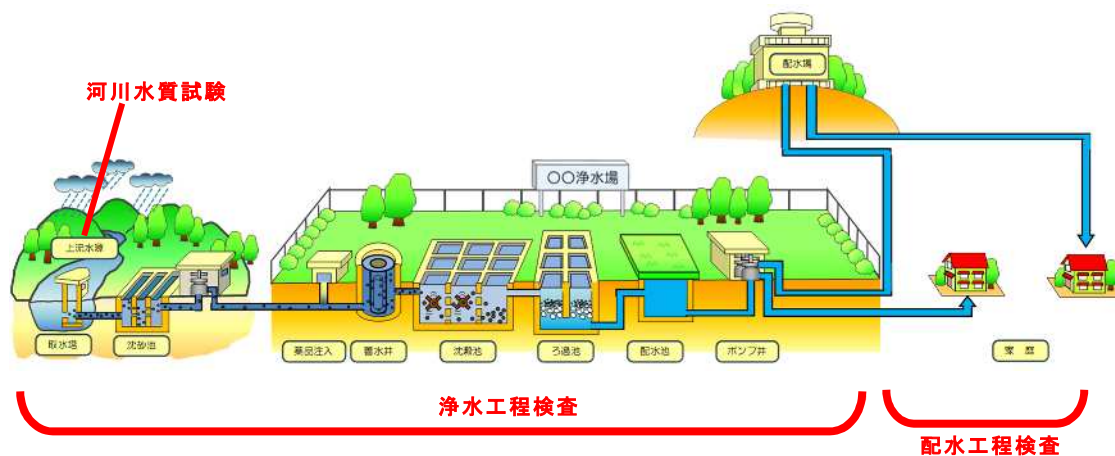 河川水質試験
配水場
〇〇浄水場
上流水源
取水塔
沈砂池
薬品注入
着水井
沈殿池
ろ過池
配水池
ポンプ井
家庭
浄水工程検査
配水工程検査